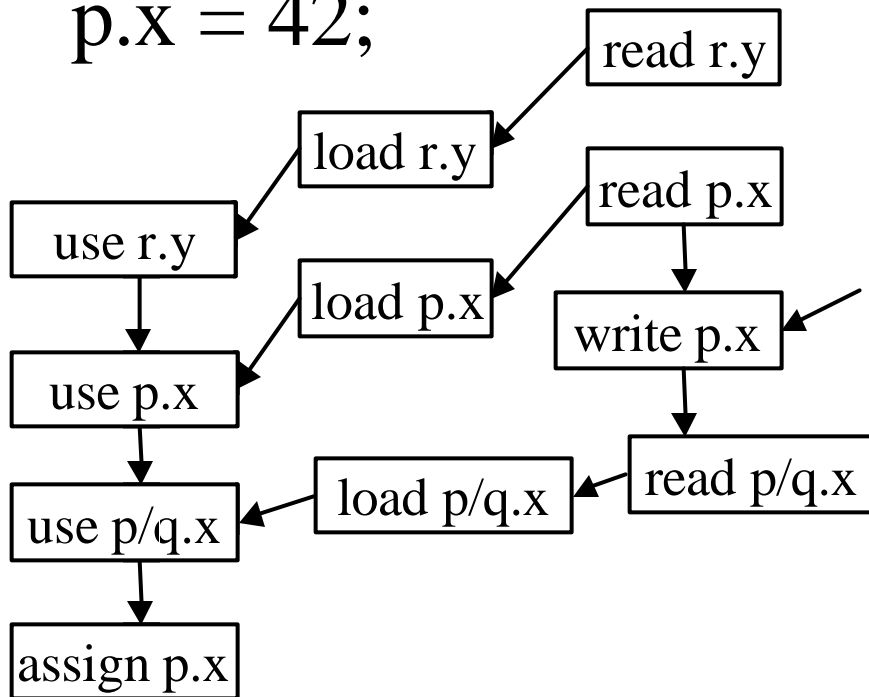 p.x = 42;
read r.y
load r.y
read p.x
use r.y
load p.x
write p.x
use p.x
read p/q.x
load p/q.x
use p/q.x
assign p.x